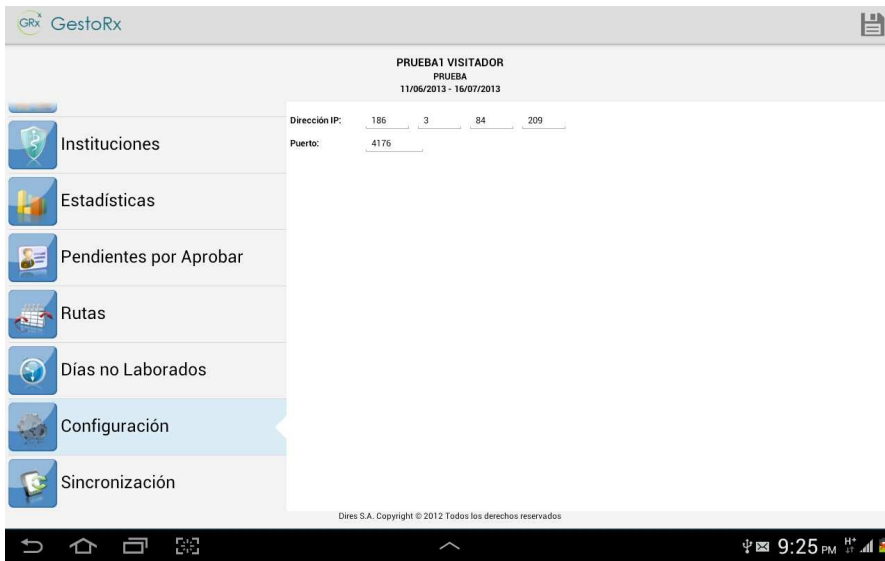 GRx GestoRx
PRUEBA1 VISITADOR
PRUEBA
11/06/2013 - 16/07/2013
Instituciones
Estadísticas
Pendientes por Aprobar
Rutas
Días no Laborados
Configuración
Sincronización
Dirección IP: 186 3 84 209
Puerto: 4176
Dires S.A. Copyright © 2012 Todos los derechos reservados
9:25 PM H+